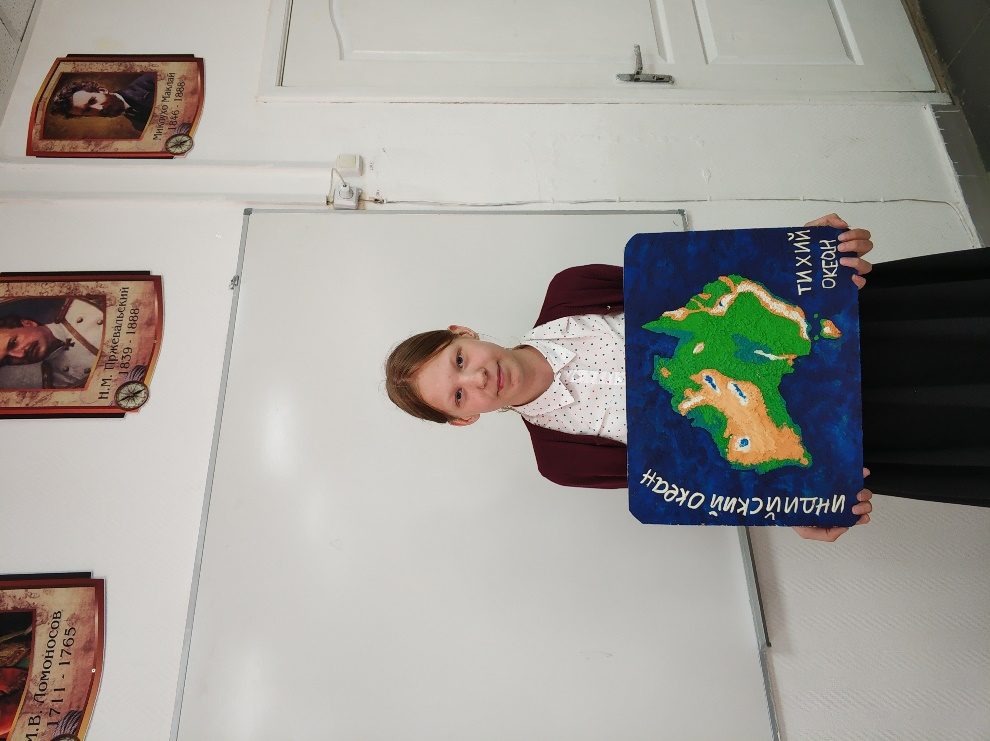 М.В. Ломоносов
1711 - 1765
Н.М. Пржевальский
1839 - 1888
Миклухо Маклай
1846 - 1888
ИНДИЙСКИЙ ОКЕАН
ТИХИЙ
ОКЕАН